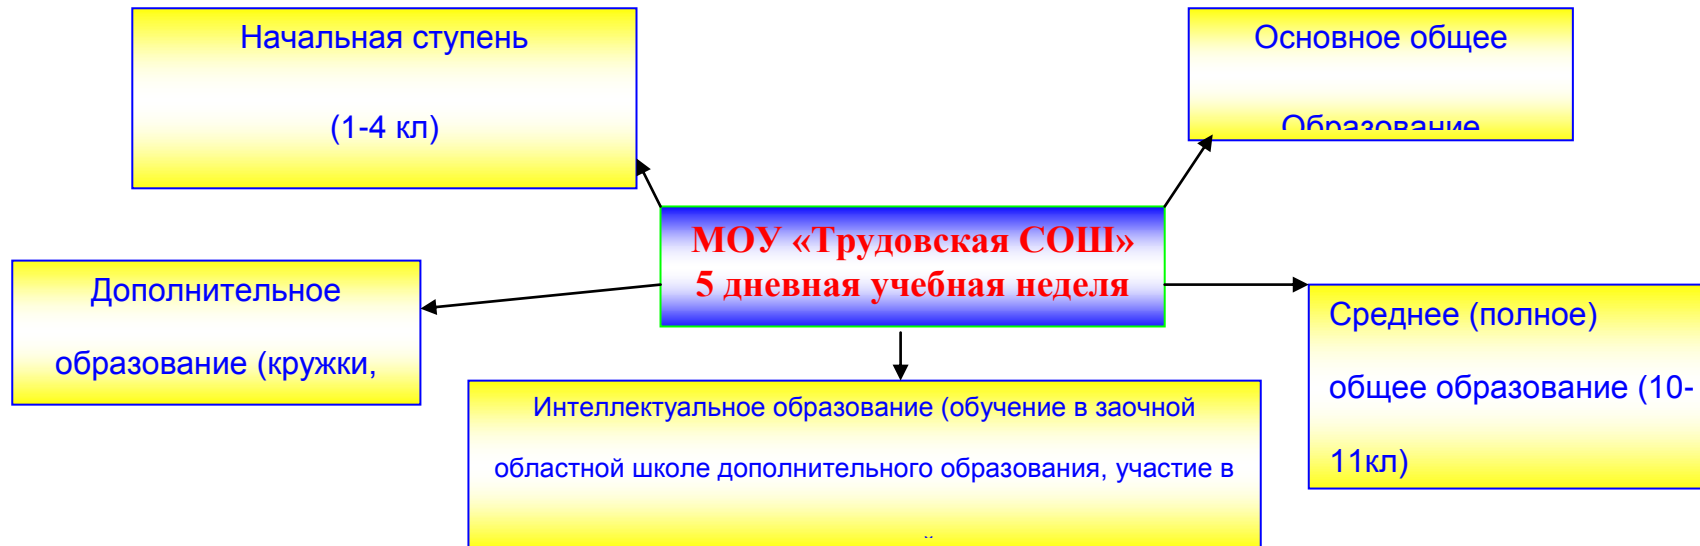 Начальная ступень
(1-4 кл)
Основное общее
Образование
МОУ «Трудовская СОШ»
5 дневная учебная неделя
Дополнительное
образование (кружки,
Среднее (полное)
общее образование (10-
11кл)
Интеллектуальное образование (обучение в заочной
областной школе дополнительного образования, участие в